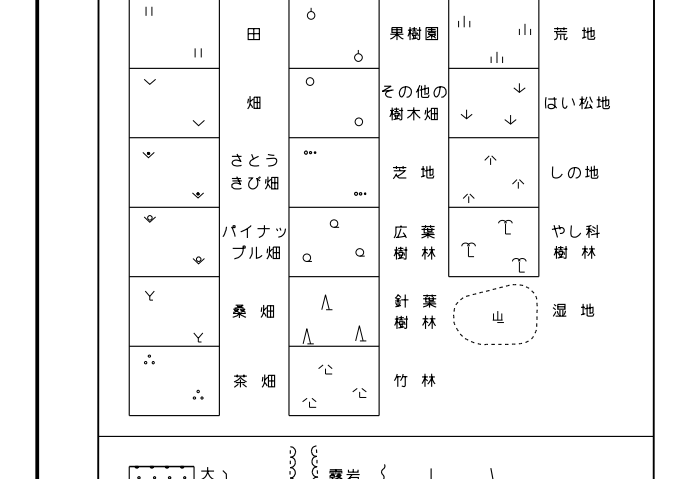 田
畑
さとう
きび畑
パイナッ
プル畑
桑 畑
茶 畑
果樹園
その他の
樹木畑
芝 地
広 葉
樹 林
針 葉
樹 林
竹 林
荒 地
はい松地
しの地
やし科
樹 林
湿 地
大
露岩